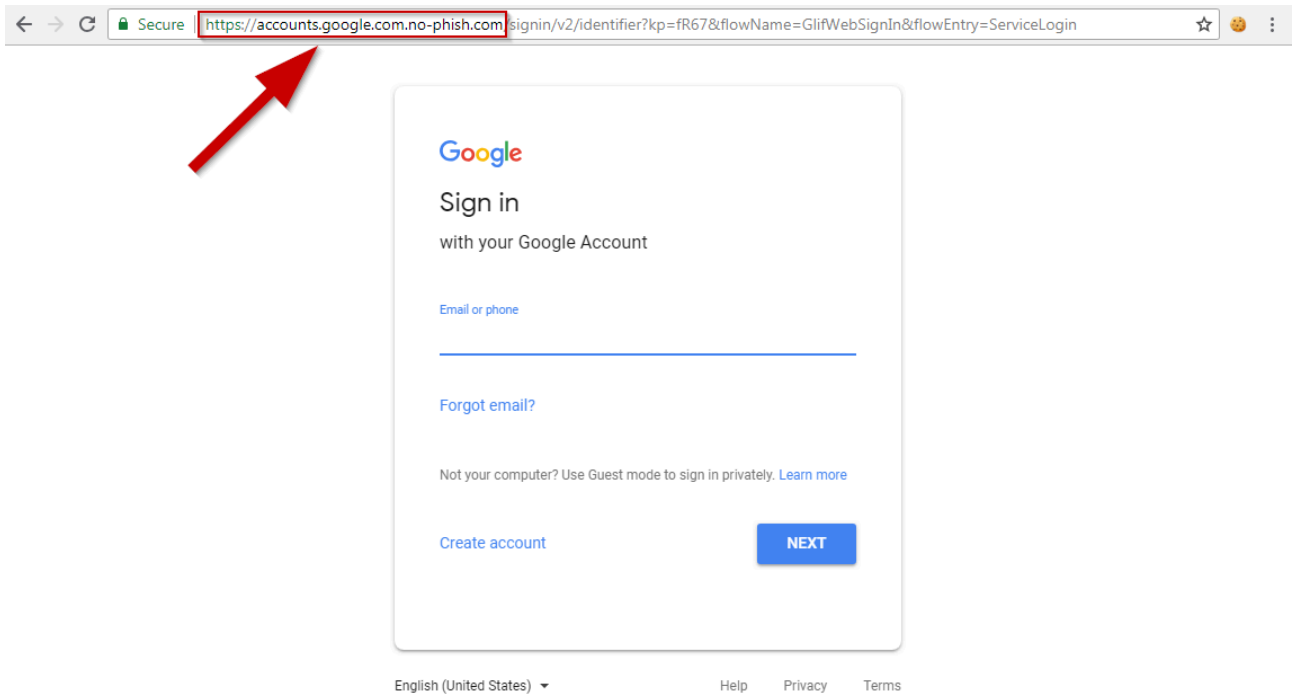 Secure https://accounts.google.com.no-phish.com/signin/v2/identifier?kp=fR67&flowName=GlifWebSignIn&flowEntry=ServiceLogin
Google
Sign in
with your Google Account
Email or phone
Forgot email?
Not your computer? Use Guest mode to sign in privately. Learn more
Create account NEXT
English (United States) Help Privacy Terms